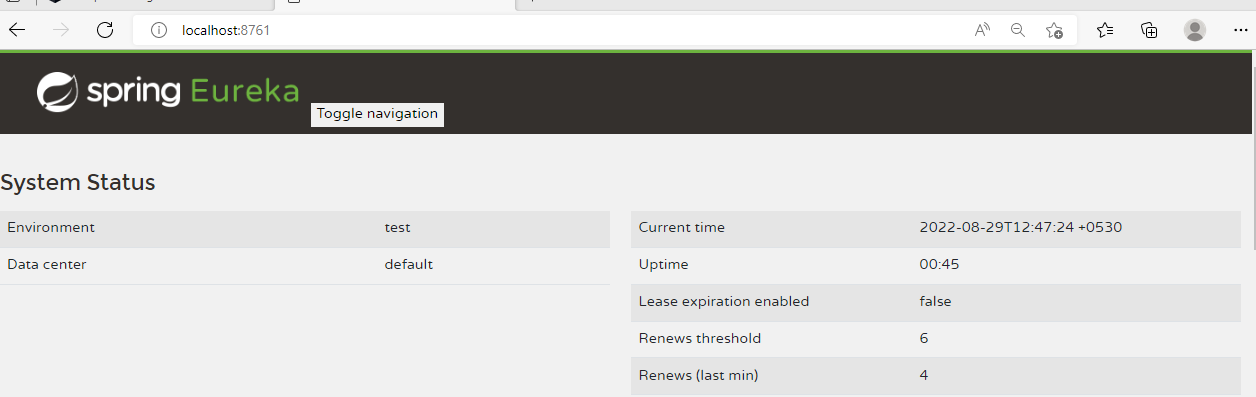 localhost:8761
spring Eureka
Toggle navigation
System Status
Environment test
Data center default
Current time 2022-08-29T12:47:24 +0530
Uptime 00:45
Lease expiration enabled false
Renews threshold 6
Renews (last min) 4